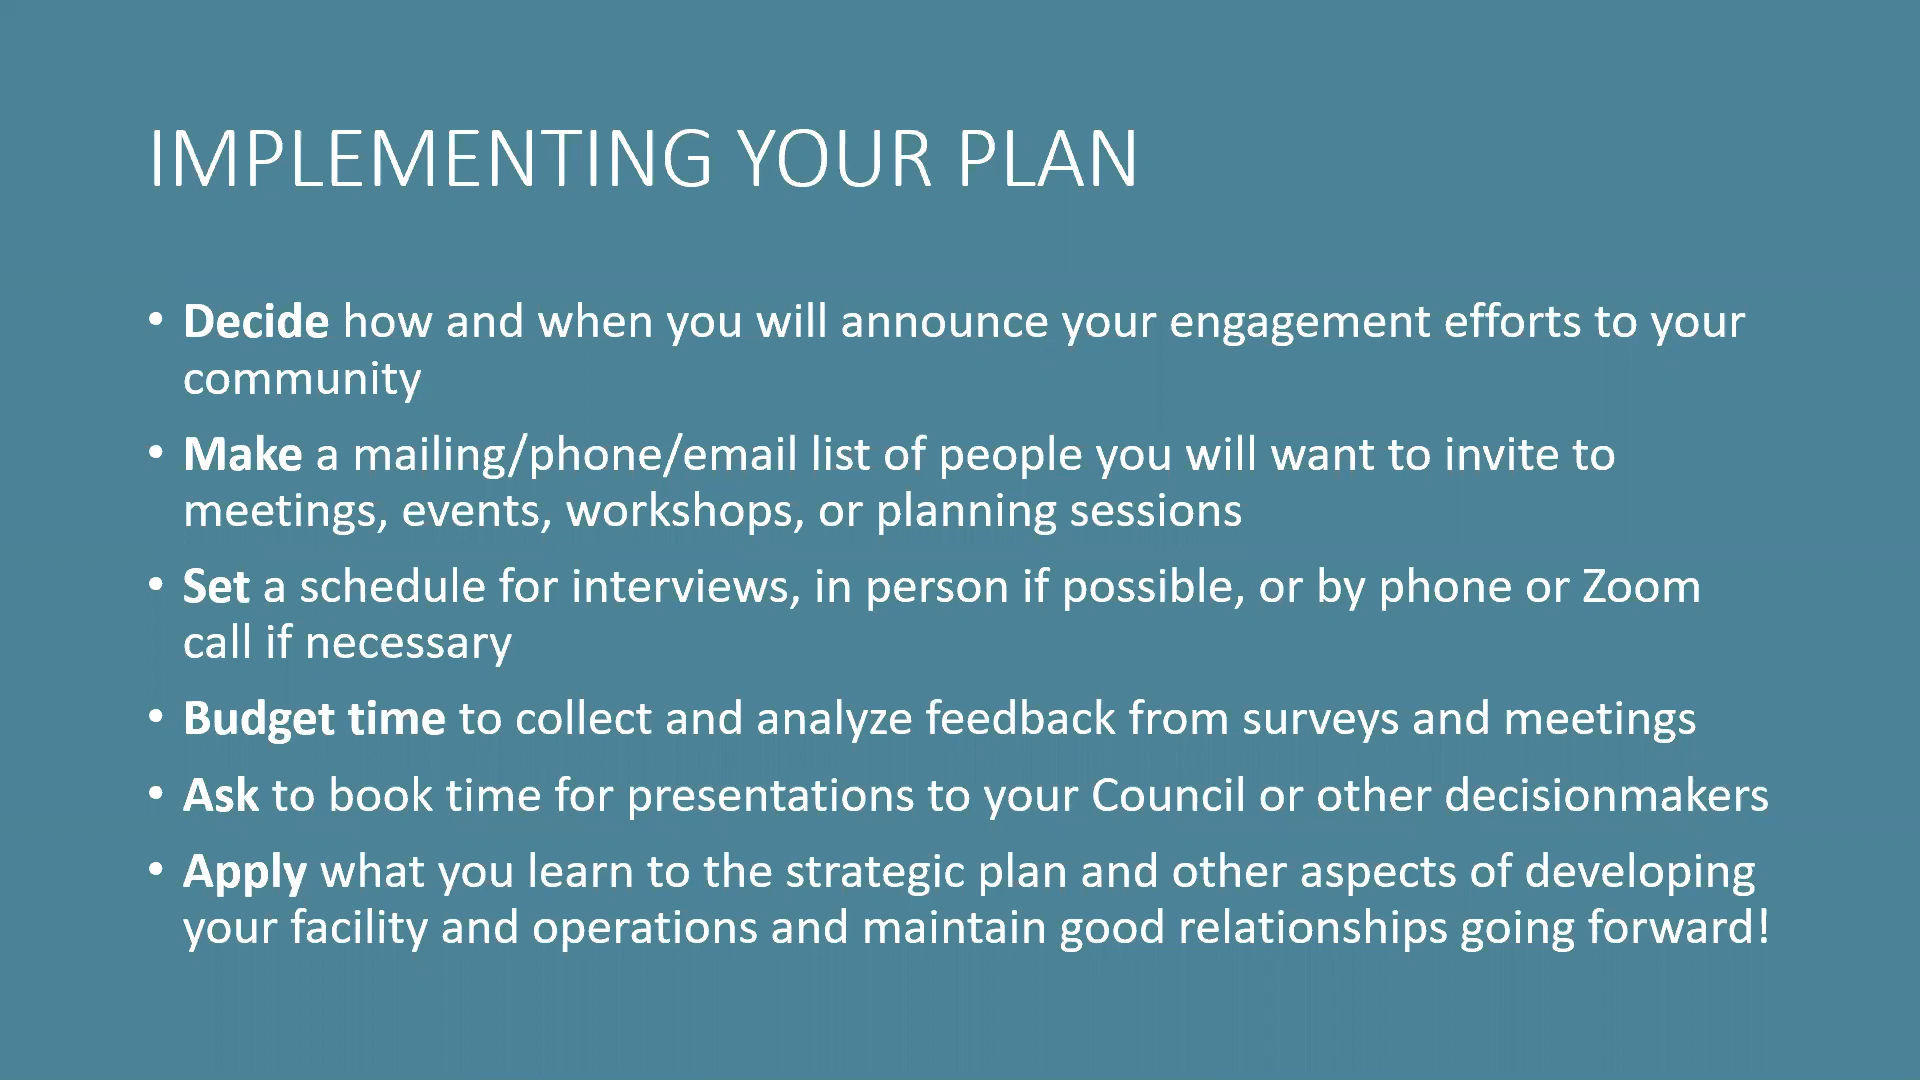 IMPLEMENTING YOUR PLAN
• Decide how and when you will announce your engagement efforts to your
community
• Make a mailing/phone/email list of people you will want to invite to
meetings, events, workshops, or planning sessions
• Set a schedule for interviews, in person if possible, or by phone or Zoom
call if necessary
• Budget time to collect and analyze feedback from surveys and meetings
• Ask to book time for presentations to your Council or other decisionmakers
• Apply what you learn to the strategic plan and other aspects of developing
your facility and operations and maintain good relationships going forward!